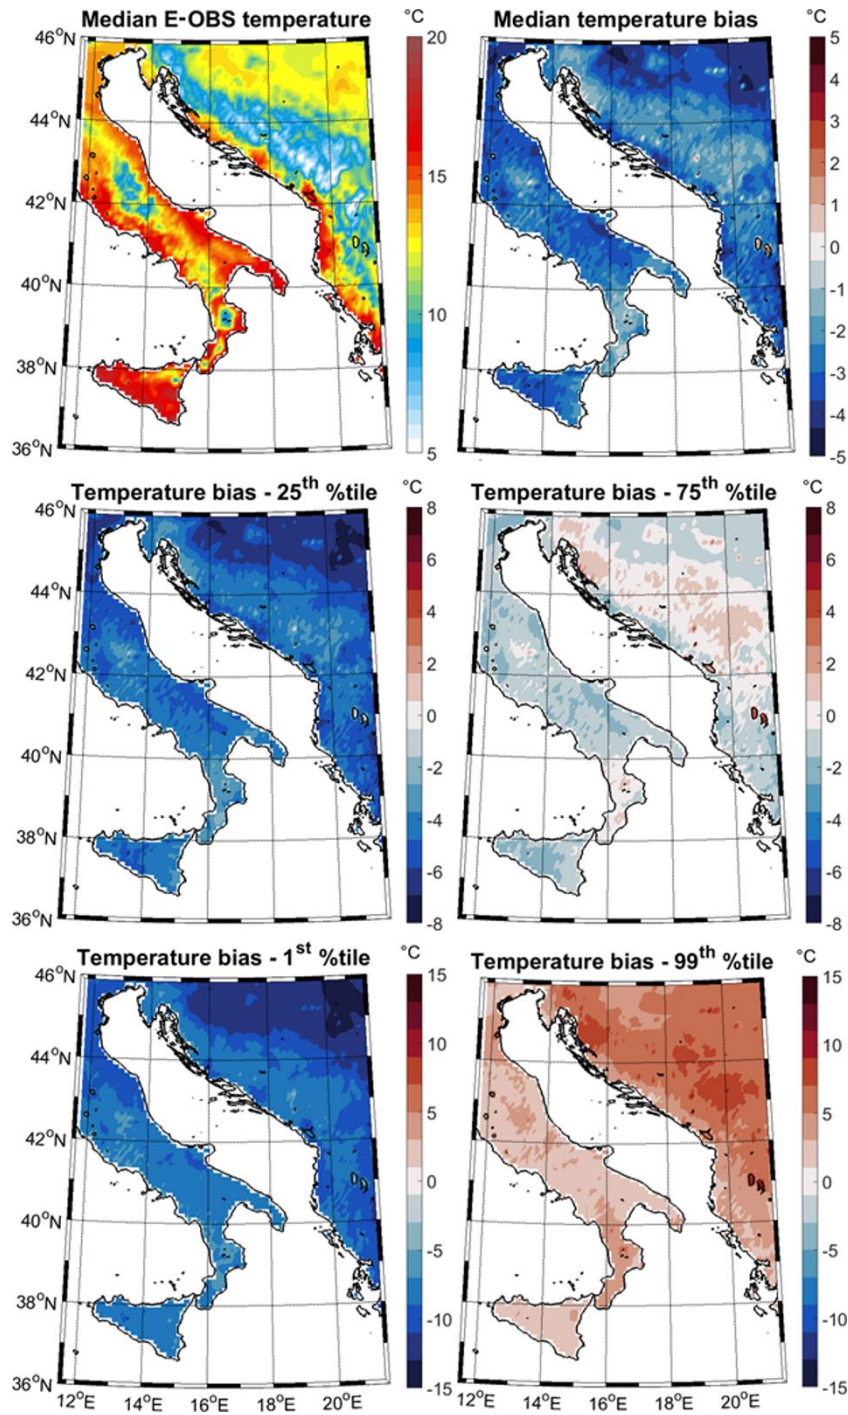 Median E-OBS temperature °C
Median temperature bias °C
46°N
44°N
42°N
40°N
38°N
36°N
20
15
10
5
5
4
3
2
1
0
-1
-2
-3
-4
-5
Temperature bias - 25th %tile °C
Temperature bias - 75th %tile °C
46°N
44°N
42°N
40°N
38°N
36°N
8
6
4
2
0
-2
-4
-6
-8
8
6
4
2
0
-2
-4
-6
-8
Temperature bias - 1st %tile °C
Temperature bias - 99th %tile °C
46°N
44°N
42°N
40°N
38°N
36°N
15
10
5
0
-5
-10
-15
15
10
5
0
-5
-10
-15
12°E 14°E 16°E 18°E 20°E
12°E 14°E 16°E 18°E 20°E